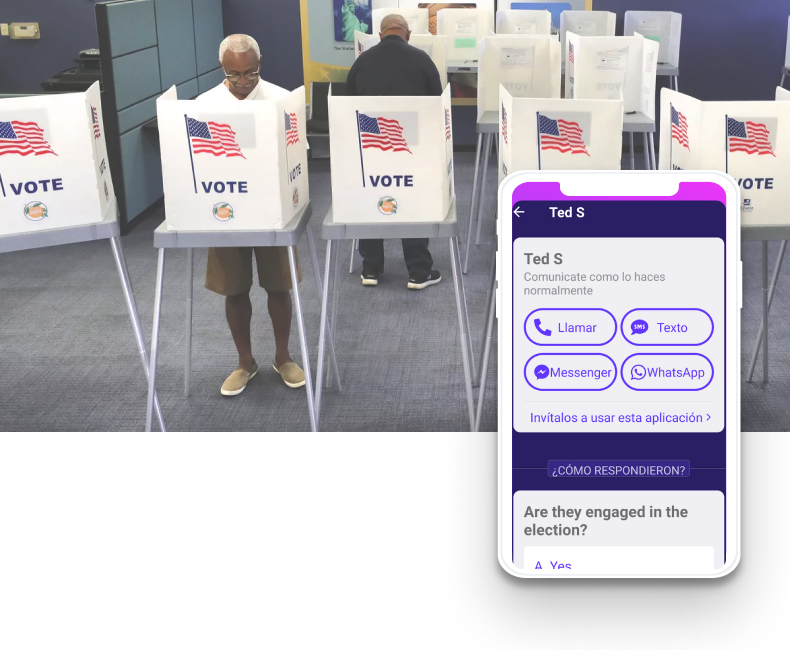 VOTE
VOTE
VOTE
VOTE
Ted S
Ted S
Comunicate como lo haces
normalmente
Llamar
SMS
Texto
Messenger
WhatsApp
Invítalos a usar esta aplicación
¿CÓMO RESPONDIERON?
Are they engaged in the
election?
A. Yes